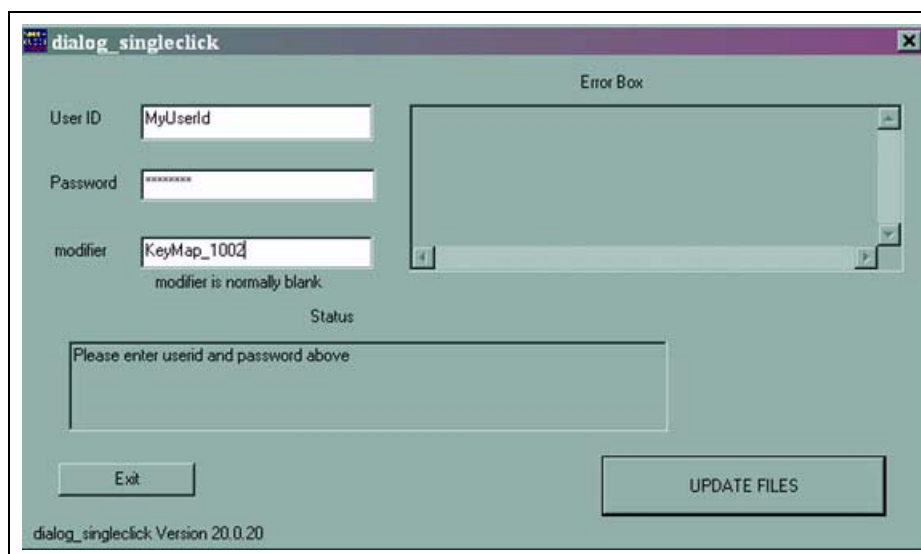 dialog_singleclick
Error Box
User ID
MyUserId
Password
********
modifier
KeyMap_1002
modifier is normally blank
Status
Please enter userid and password above
Exit
UPDATE FILES
dialog_singleclick Version 20.0.20